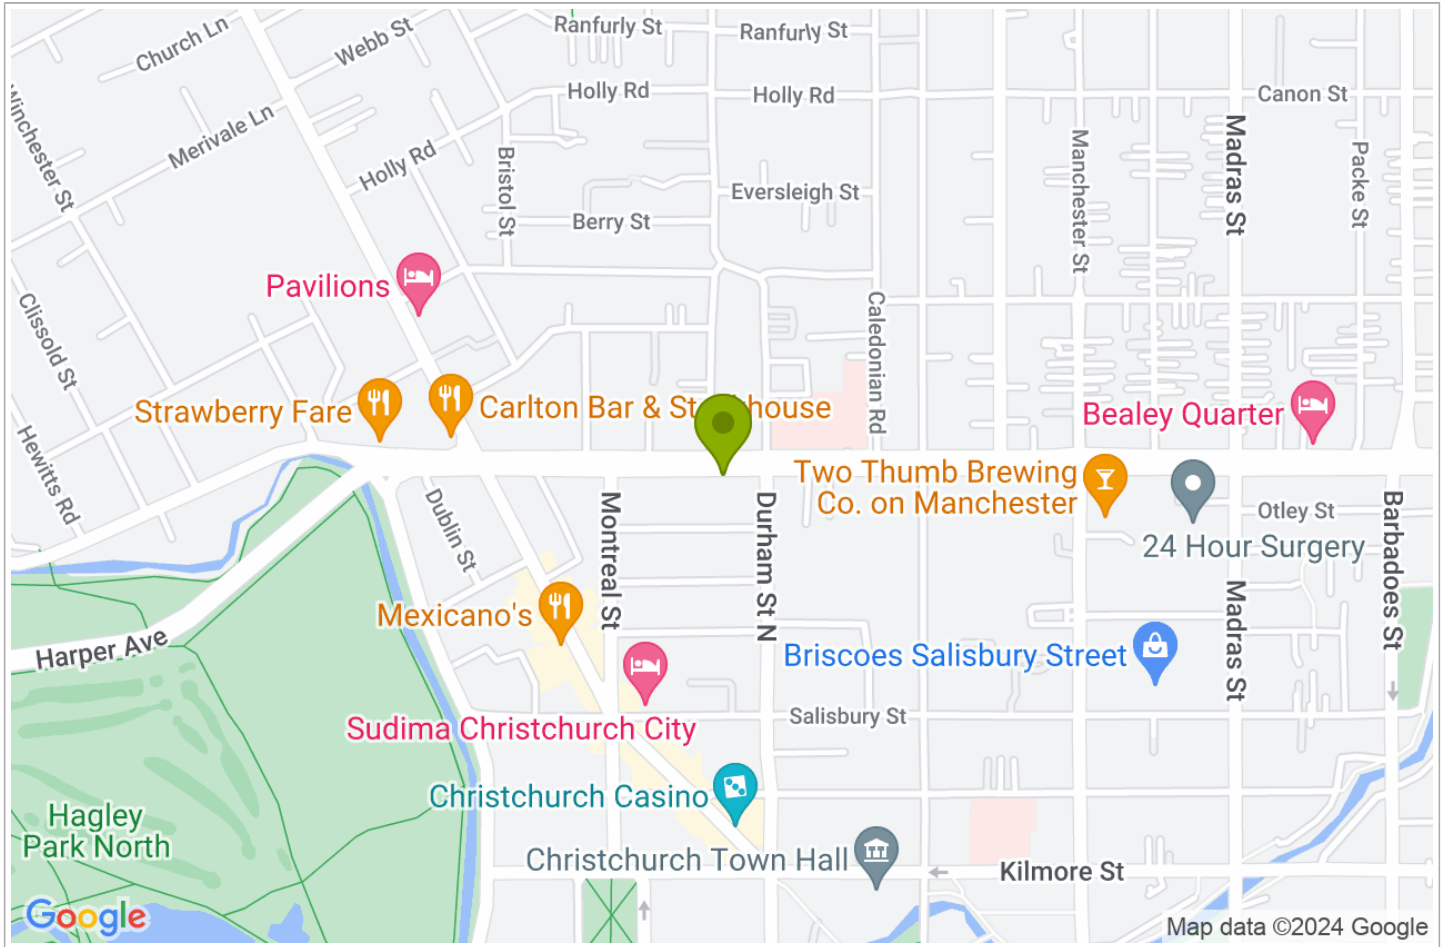 Church Ln
Webb St
Ranfurly St
Ranfurly St
Winchester St
Merivale Ln
Holly Rd
Holly Rd
Canon St
Holly Rd
Bristol St
Madras St
Manchester St
Packe St
Eversleigh St
Berry St
Pavilions
Clissold St
Caledonian Rd
Strawberry Fare
Carlton Bar & St khouse
Bealey Quarter
Hewitts Rd
Dublin St
Montreal St
Durham St N
Two Thumb Brewing
Co. on Manchester
Otley St
24 Hour Surgery
Barbadoes St
Mexicano's
Madras St
Harper Ave
Briscoes Salisbury Street
Sudima Christchurch City
Salisbury St
Christchurch Casino
Hagley
Park North
Christchurch Town Hall
Kilmore St
Google
Map data ©2024 Google